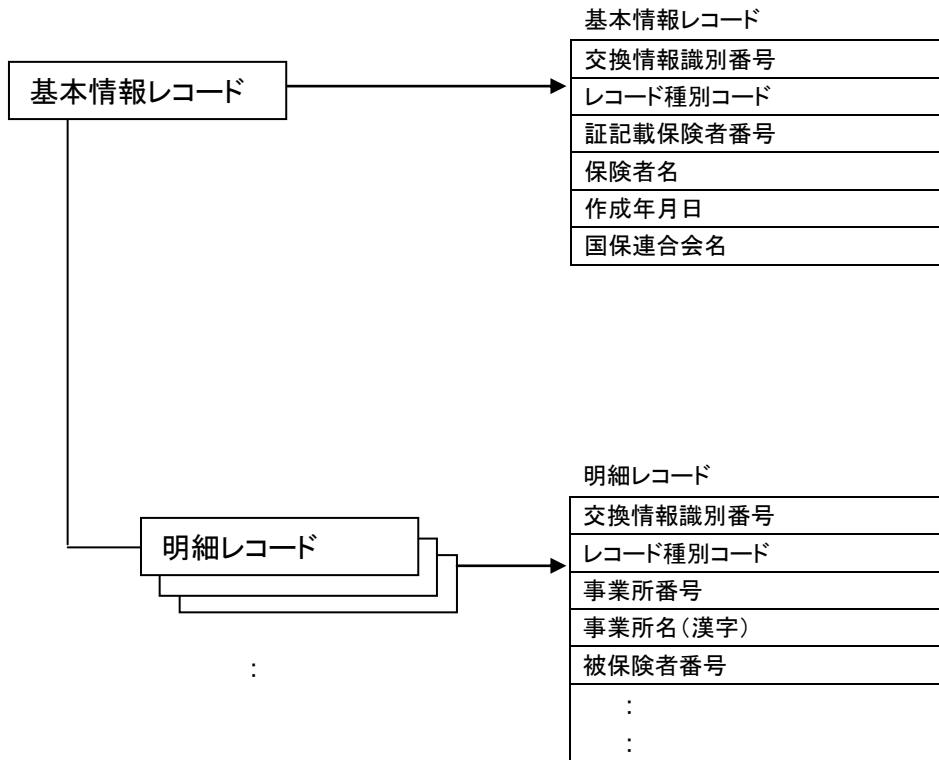 基本情報レコード
基本情報レコード
交換情報識別番号
レコード種別コード
証記載保険者番号
保険者名
作成年月日
国保連合会名
明細レコード
明細レコード
交換情報識別番号
レコード種別コード
事業所番号
事業所名（漢字）
被保険者番号
：
：
：